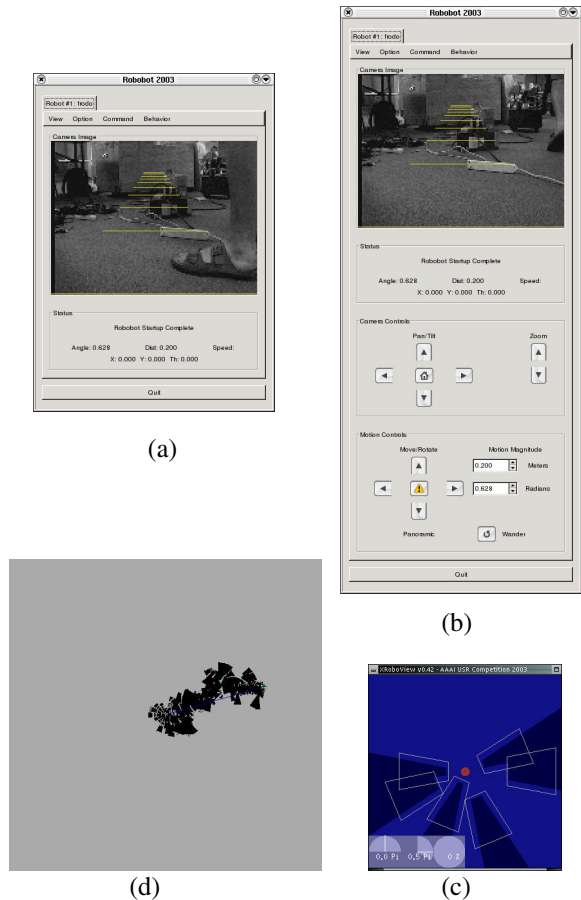 Robobot 2003
Robot #1: frodo
View Option Command Behavior
Camera Image
Status
Robobot Startup Complete
Angle: 0.628 Dist: 0.200 Speed:
X: 0.000 Y: 0.000 Th: 0.000
Quit
(a)
Robobot 2003
Robot #1: frodo
View Option Command Behavior
Camera Image
Status
Robobot Startup Complete
Angle: 0.628 Dist: 0.200 Speed:
X: 0.000 Y: 0.000 Th: 0.000
Camera Controls
Pan/Tilt Zoom
Motion Controls
Move/Rotate Motion Magnitude
0.200 Meters
0.628 Radians
Panoramic Wander
Quit
(b)
(d)
XRoboView v0.42 - AAAI USR Competition 2003
0.0 Pi 0.5 Pi 0 Z
(c)